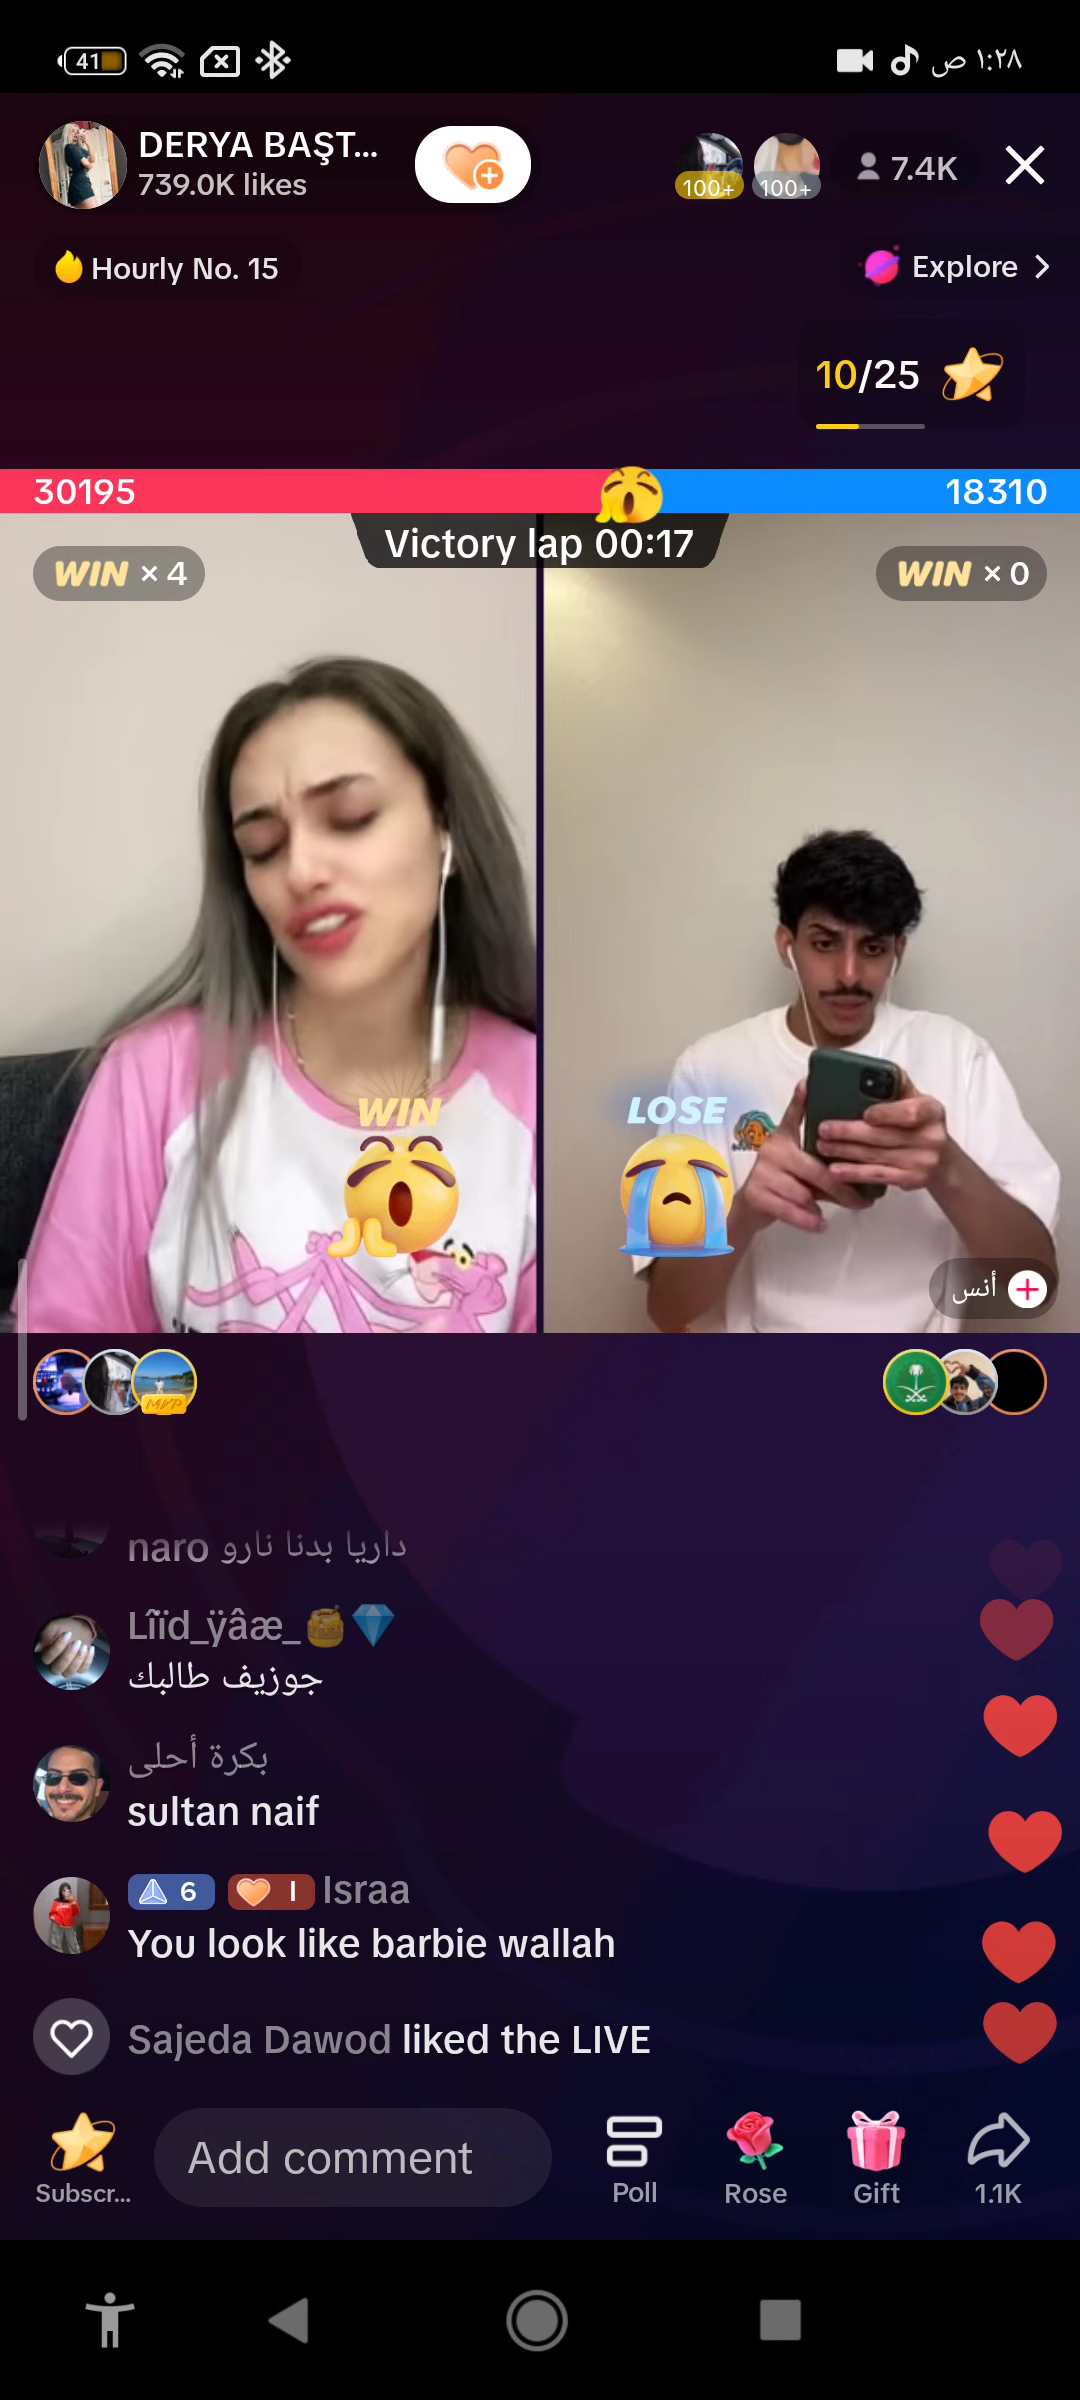 41
١:٢٨ ص
DERYA BAŞT...
739.0K likes
100+
100+
7.4K
Hourly No. 15
Explore
10/25
30195
18310
Victory lap 00:17
WIN × 4
WIN × 0
WIN
LOSE
أنس
MVP
naro داريا بدنا نارو
Lîïd_ÿâæ_🍯💎
جوزيف طالبك
بكرة أحلى
sultan naif
6 I Israa
You look like barbie wallah
Sajeda Dawod liked the LIVE
Subscr...
Add comment
Poll
Rose
Gift
1.1K